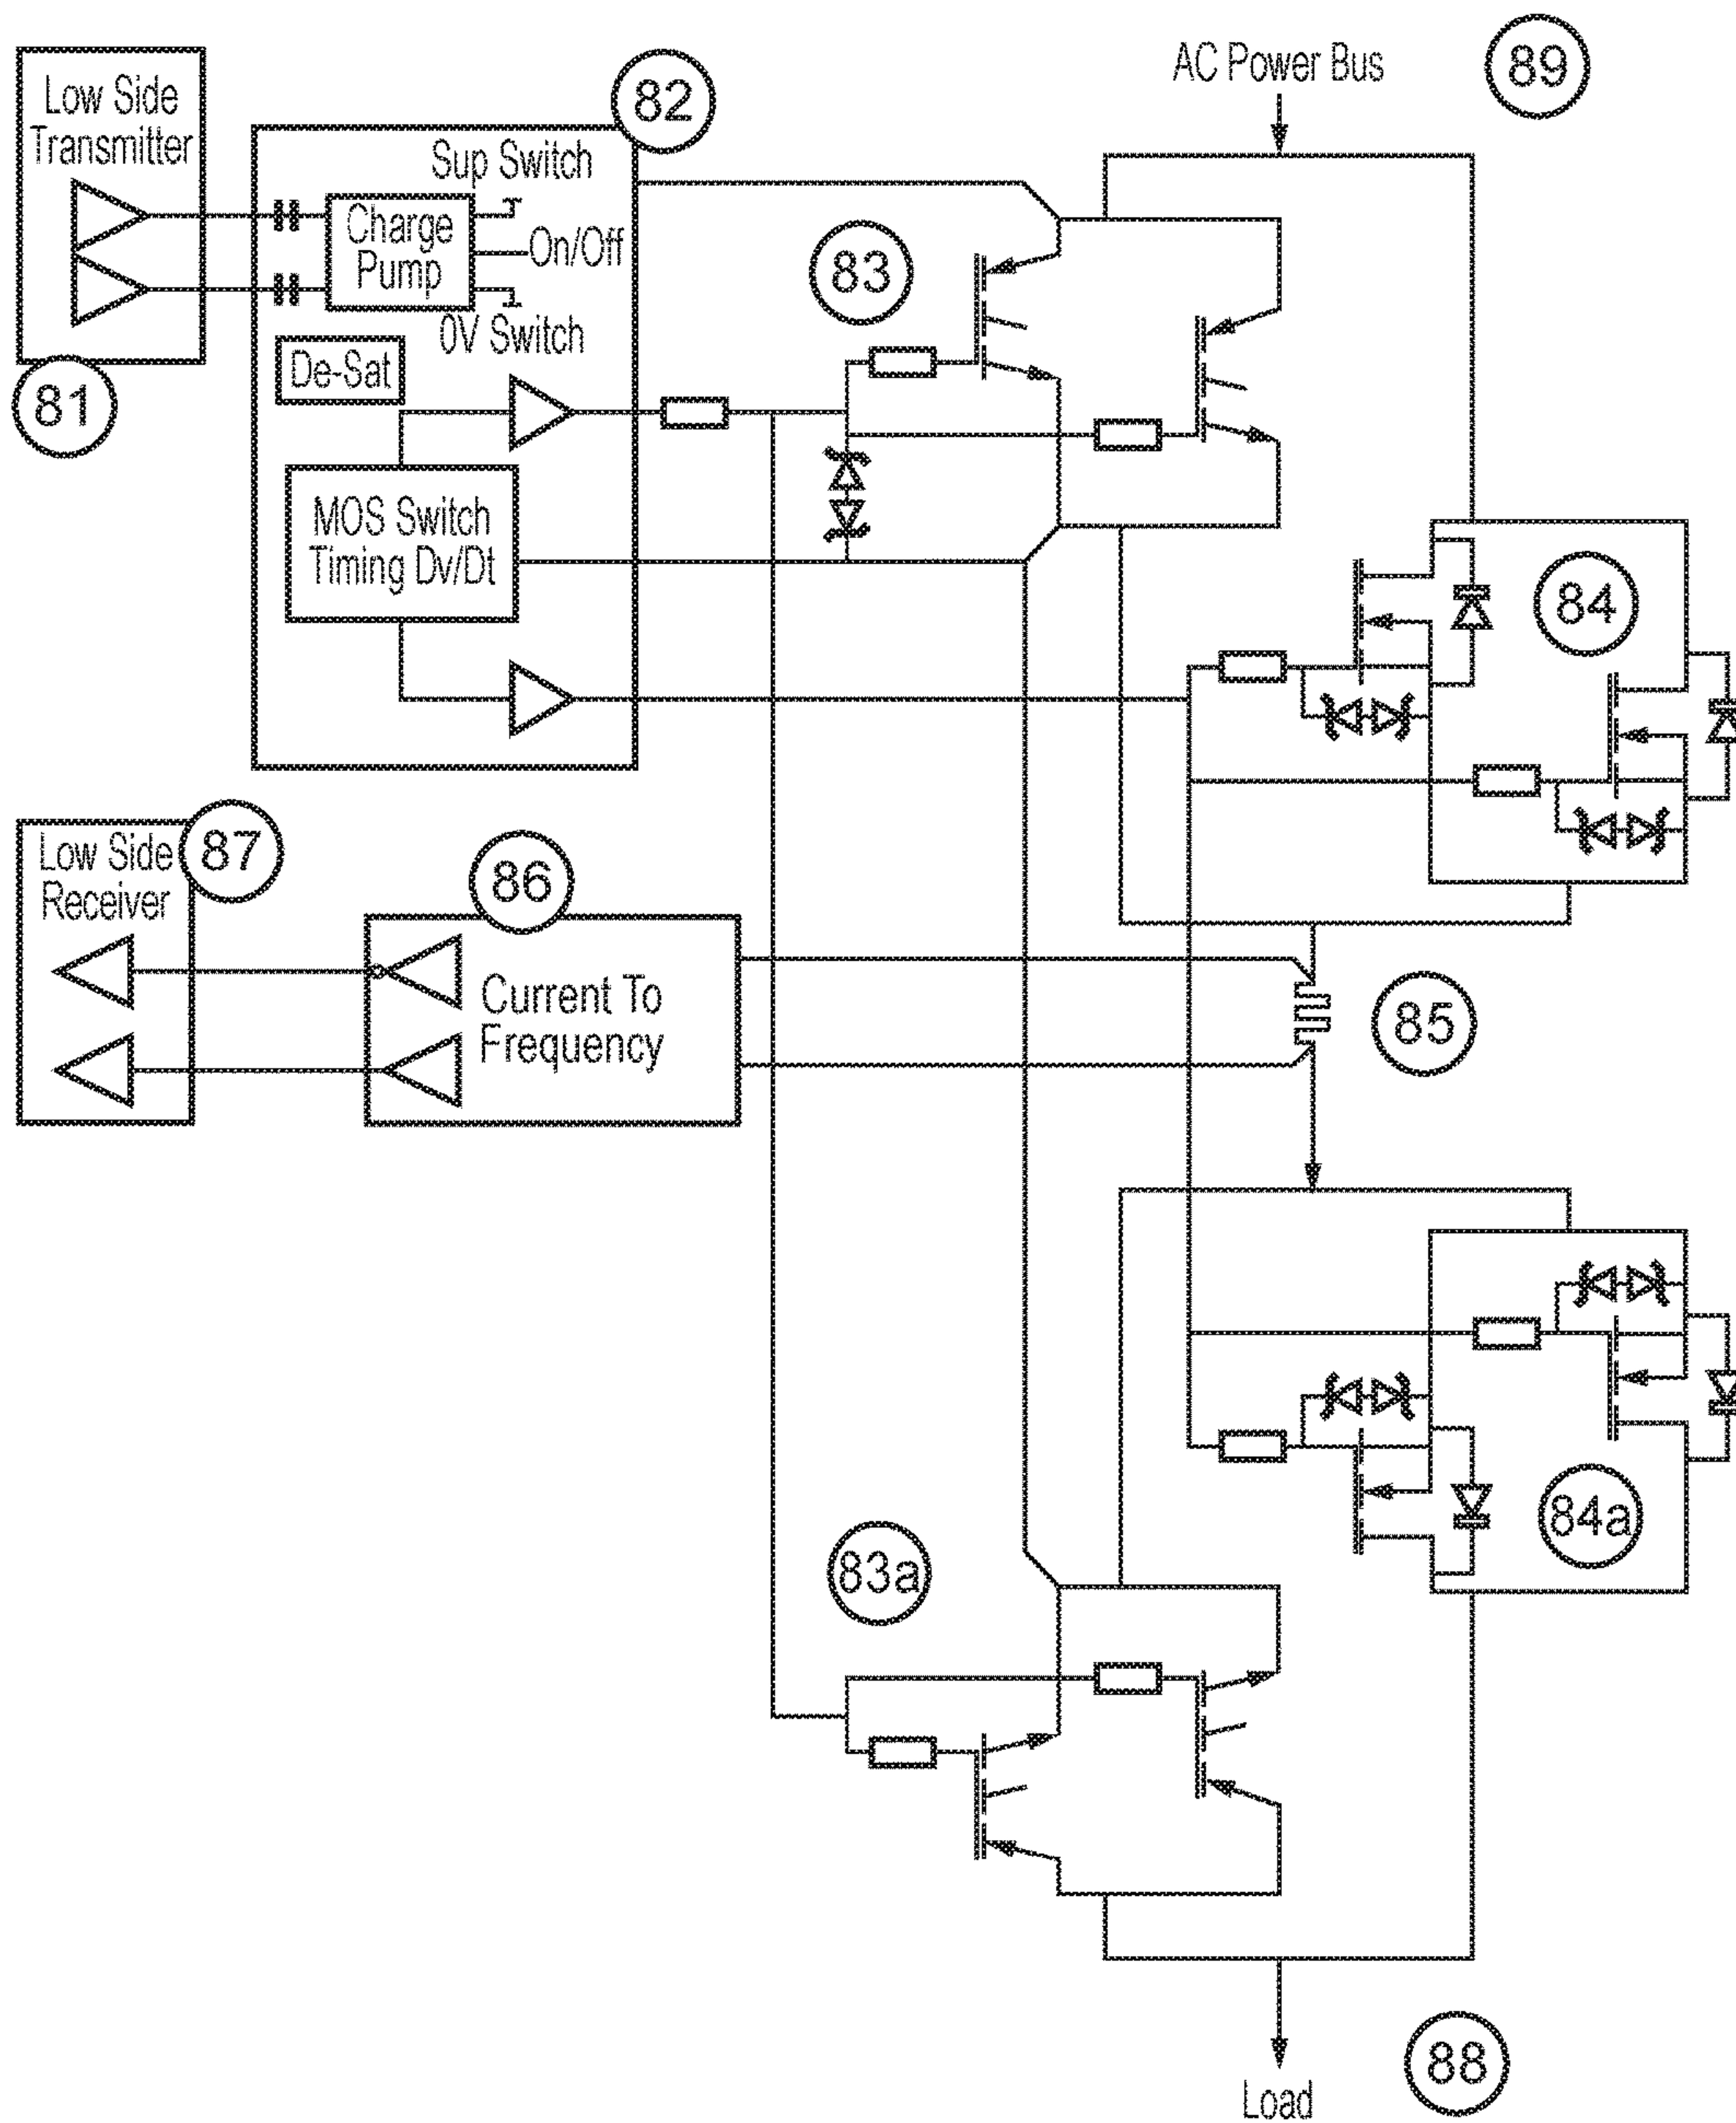 AC Power Bus
89
Low Side
Transmitter
81
82
Sup Switch
Charge
Pump
On/Off
0V Switch
De-Sat
MOS Switch
Timing Dv/Dt
83
84
Low Side
Receiver
87
86
Current To
Frequency
85
84a
83a
88
Load